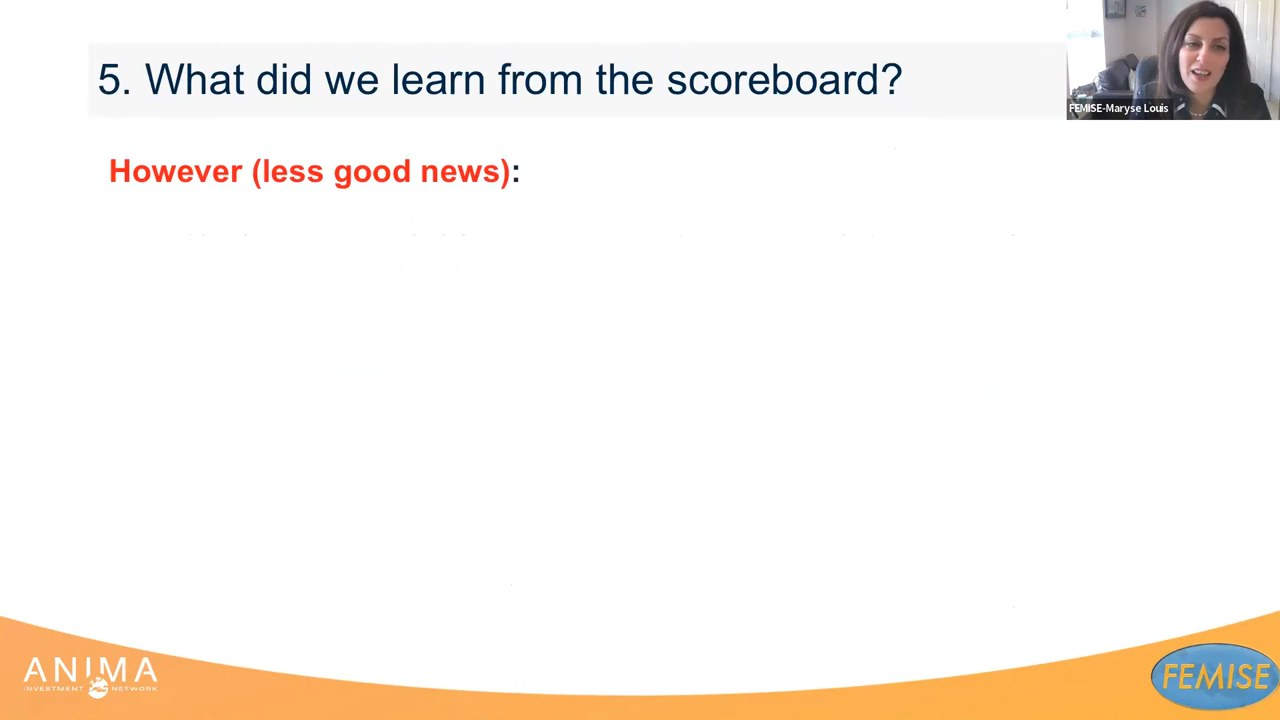 5. What did we learn from the scoreboard?
FEMISE-Maryse Louis
However (less good news):
ANIMA
INVESTMENT NETWORK
FEMISE